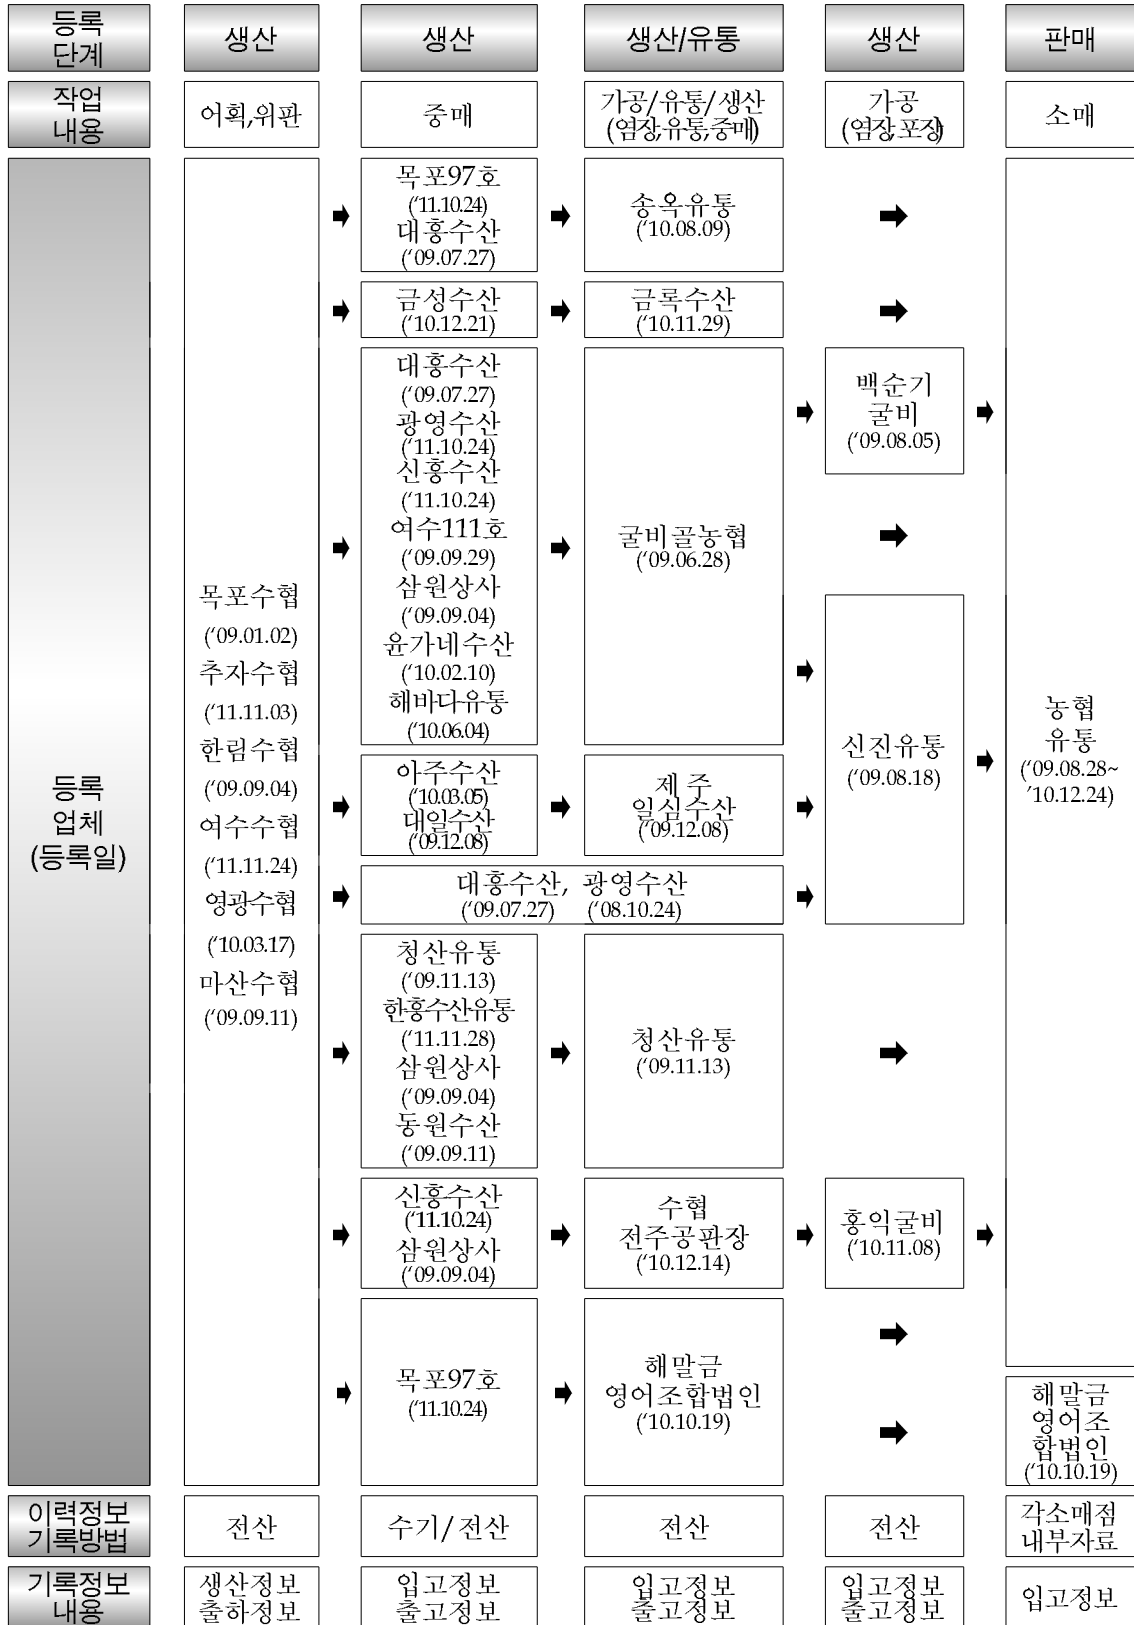 등록
단계
생산
생산
생산/유통
생산
판매
작업
내용
어획,위판
중매
가공/유통/생산
(염장,유통,중매)
가공
(염장,포장)
소매
등록
업체
(등록일)
목포수협
(‘09.01.02)
추자수협
(‘11.11.03)
한림수협
(‘09.09.04)
여수수협
(‘11.11.24)
영광수협
(‘10.03.17)
마산수협
(‘09.09.11)
목포97호
(‘11.10.24)
대흥수산
(‘09.07.27)
송옥유통
(‘10.08.09)
금성수산
(‘10.12.21)
금록수산
(‘10.11.29)
대흥수산
(‘09.07.27)
광영수산
(‘11.10.24)
신흥수산
(‘11.10.24)
여수111호
(‘09.09.29)
삼원상사
(‘09.09.04)
윤가네수산
(‘10.02.10)
해바다유통
(‘10.06.04)
굴비골농협
(‘09.06.28)
백순기
굴비
(‘09.08.05)
아주수산
(‘10.03.05)
대일수산
(‘09.12.08)
제 주
일심수산
(‘09.12.08)
대흥수산, 광영수산
(‘09.07.27) (‘08.10.24)
신진유통
(‘09.08.18)
농협
유통
(‘09.08.28~
’10.12.24)
청산유통
(‘09.11.13)
한흥수산유통
(‘11.11.28)
삼원상사
(‘09.09.04)
동원수산
(‘09.09.11)
청산유통
(‘09.11.13)
신흥수산
(‘11.10.24)
삼원상사
(‘09.09.04)
수협
전주공판장
(‘10.12.14)
홍익굴비
(‘10.11.08)
목포97호
(‘11.10.24)
해말금
영어조합법인
(‘10.10.19)
해말금
영어조
합법인
(‘10.10.19)
이력정보
기록방법
전산
수기/전산
전산
전산
각소매점
내부자료
기록정보
내용
생산정보
출하정보
입고정보
출고정보
입고정보
출고정보
입고정보
출고정보
입고정보